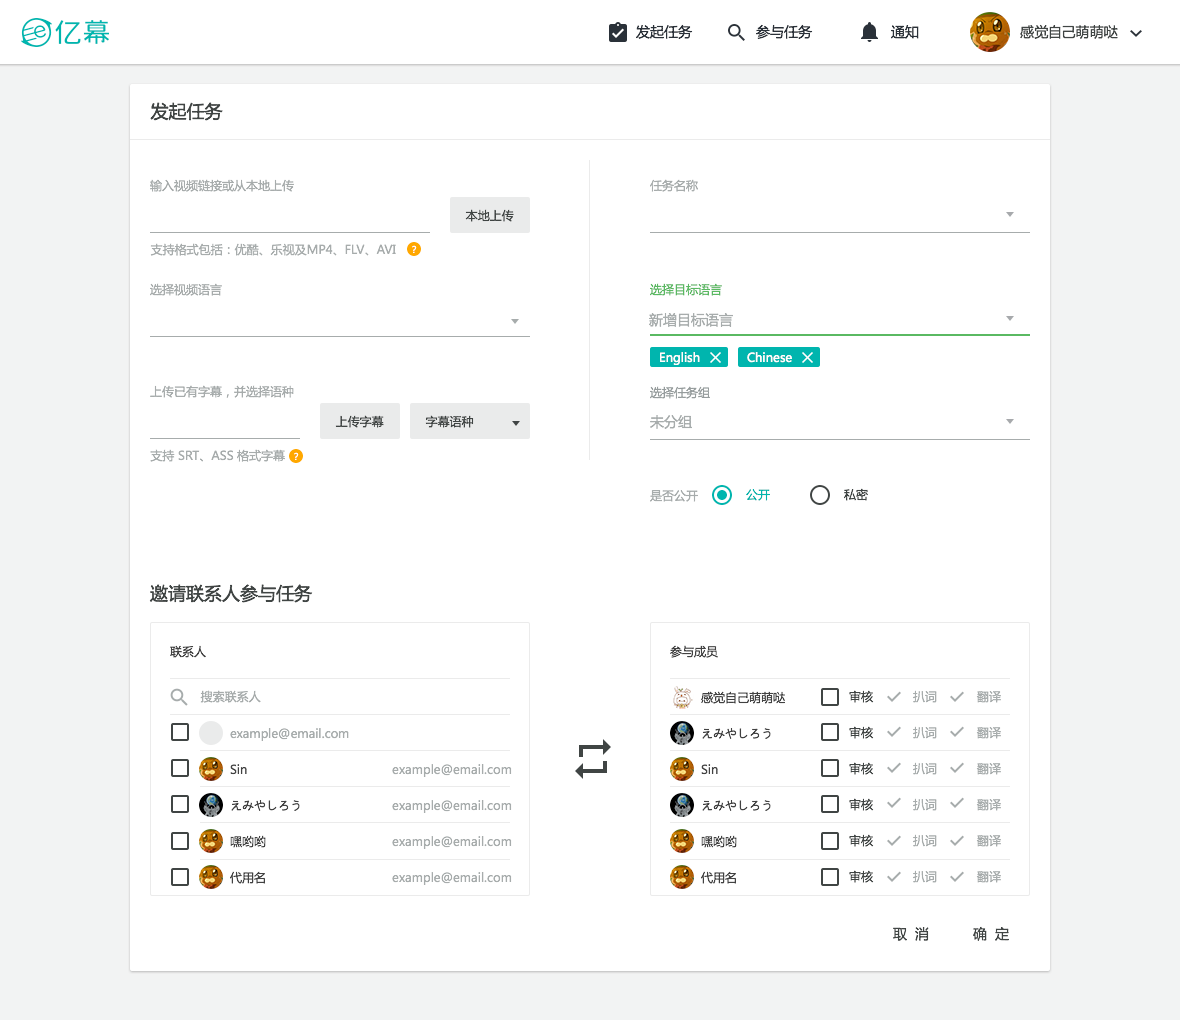 亿幕
发起任务
参与任务
通知
感觉自己萌萌哒
发起任务
输入视频链接或从本地上传
本地上传
支持格式包括：优酷、乐视及MP4、FLV、AVI ?
选择视频语言
上传已有字幕，并选择语种
上传字幕
字幕语种
支持 SRT、ASS 格式字幕 ?
任务名称
选择目标语言
新增目标语言
English
Chinese
选择任务组
未分组
是否公开 公开 私密
邀请联系人参与任务
联系人
搜索联系人
example@email.com
Sin example@email.com
えみやしろう example@email.com
嘿哟哟 example@email.com
代用名 example@email.com
参与成员
感觉自己萌萌哒 审核 扒词 翻译
えみやしろう 审核 扒词 翻译
Sin 审核 扒词 翻译
えみやしろう 审核 扒词 翻译
嘿哟哟 审核 扒词 翻译
代用名 审核 扒词 翻译
取 消
确 定